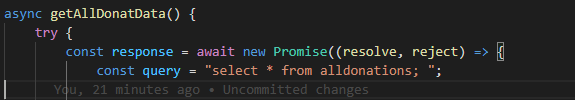 async getAllDonatData() {
try {
const response = await new Promise((resolve, reject) => {
const query = "select * from alldonations; ";
You, 21 minutes ago • Uncommitted changes